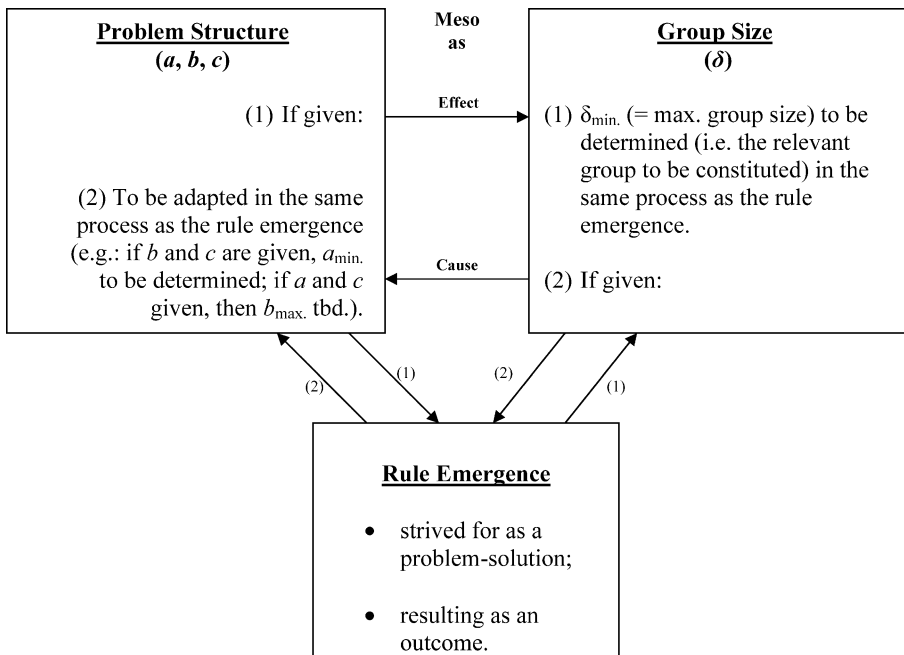 Problem Structure
(a, b, c)
(1) If given:
(2) To be adapted in the same
process as the rule emergence
(e.g.: if b and c are given, a min.
to be determined; if a and c
given, then b max. tbd.).
Meso
as
Effect
Cause
Group Size
(δ)
(1) δ min. (= max. group size) to be
determined (i.e. the relevant
group to be constituted) in the
same process as the rule
emergence.
(2) If given:
(2)
(1)
(2)
(1)
Rule Emergence
• strived for as a
problem-solution;
• resulting as an
outcome.